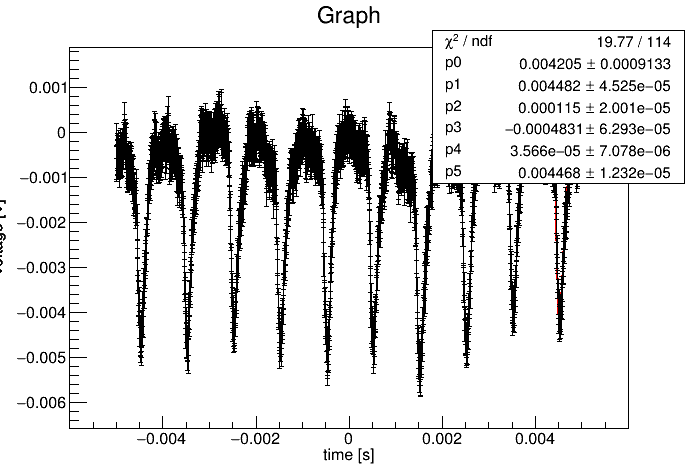 Graph
χ² / ndf 19.77 / 114
p0 0.004205 ± 0.0009133
p1 0.004482 ± 4.525e−05
p2 0.000115 ± 2.001e−05
p3 −0.0004831 ± 6.293e−05
p4 3.566e−05 ± 7.078e−06
p5 0.004468 ± 1.232e−05
0.001
0
−0.001
−0.002
−0.003
−0.004
−0.005
−0.006
−0.004 −0.002 0 0.002 0.004
time [s]